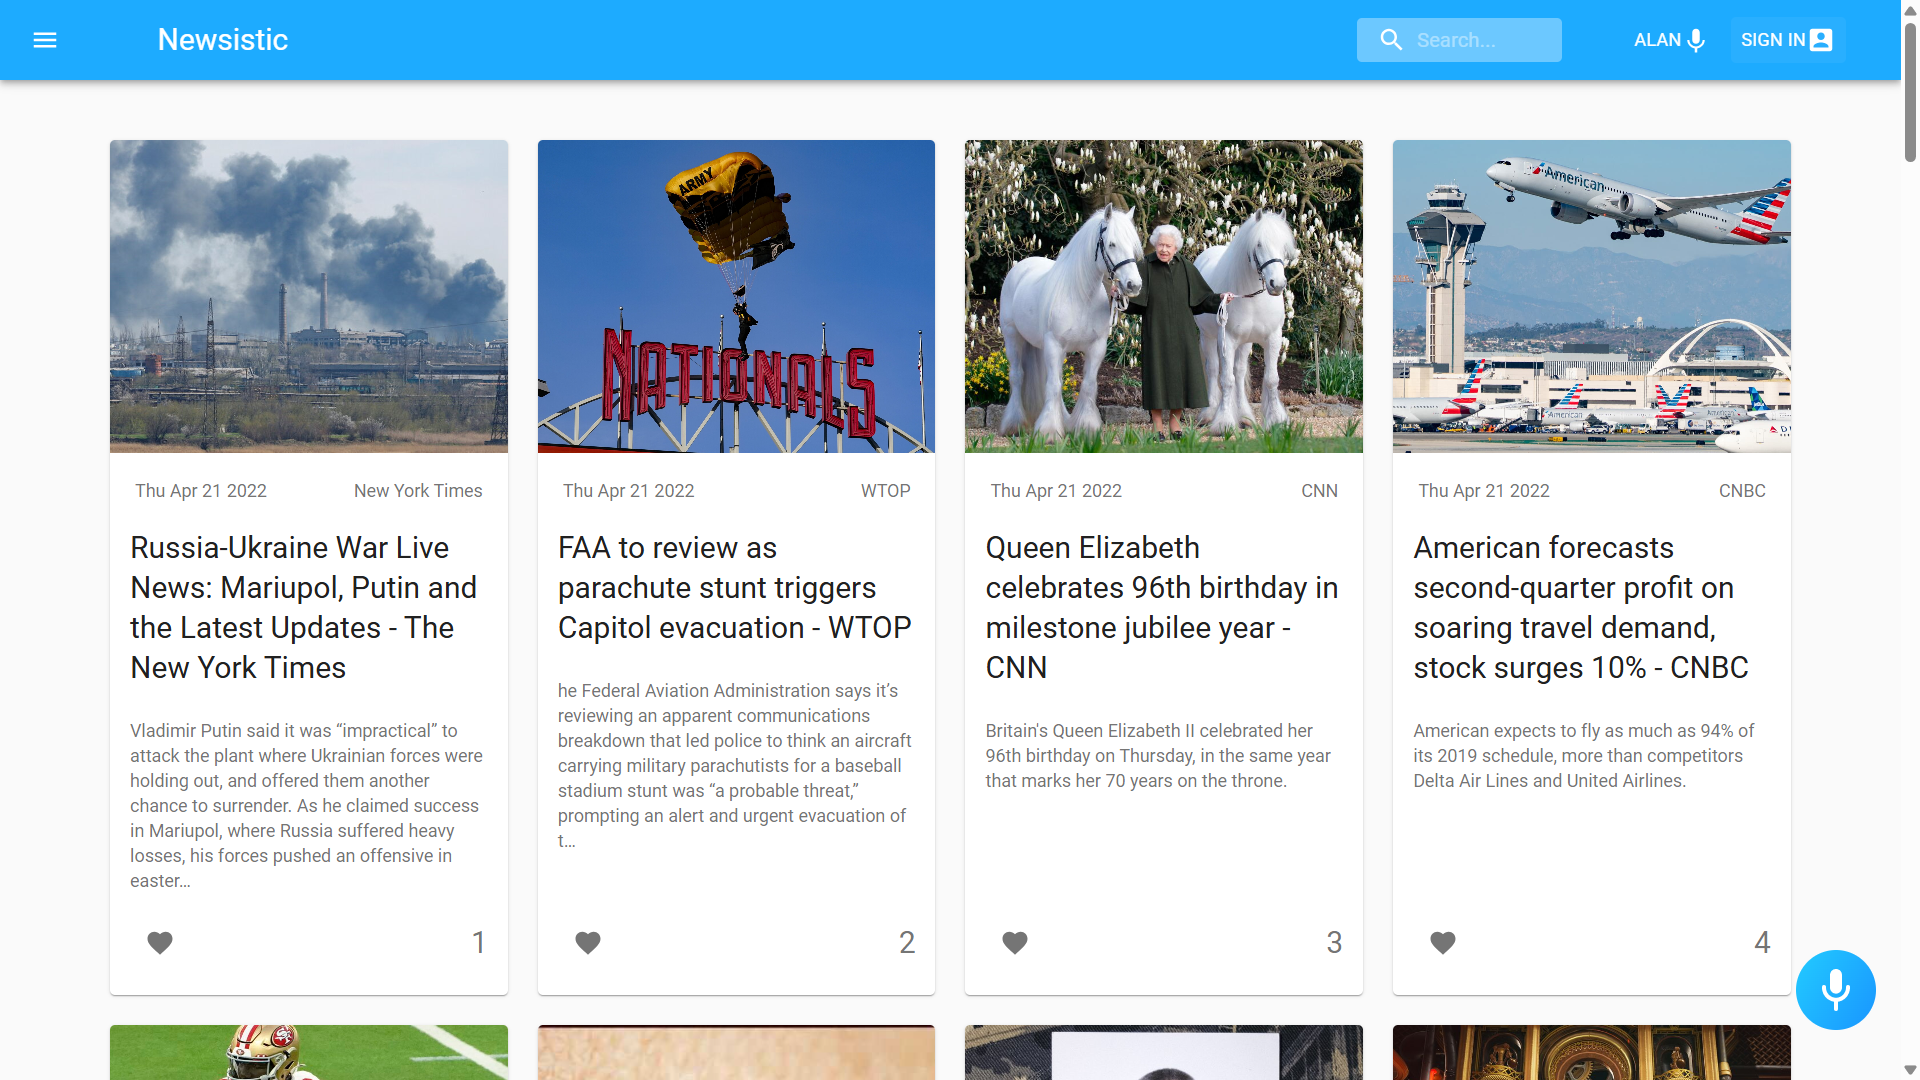 Newsistic
Search...
ALAN
SIGN IN
ARMY
NATIONALS
American
American
American
Thu Apr 21 2022
New York Times
Russia-Ukraine War Live
News: Mariupol, Putin and
the Latest Updates - The
New York Times
Vladimir Putin said it was “impractical” to
attack the plant where Ukrainian forces were
holding out, and offered them another
chance to surrender. As he claimed success
in Mariupol, where Russia suffered heavy
losses, his forces pushed an offensive in
easter…
1
Thu Apr 21 2022
WTOP
FAA to review as
parachute stunt triggers
Capitol evacuation - WTOP
he Federal Aviation Administration says it’s
reviewing an apparent communications
breakdown that led police to think an aircraft
carrying military parachutists for a baseball
stadium stunt was “a probable threat,”
prompting an alert and urgent evacuation of
t…
2
Thu Apr 21 2022
CNN
Queen Elizabeth
celebrates 96th birthday in
milestone jubilee year -
CNN
Britain's Queen Elizabeth II celebrated her
96th birthday on Thursday, in the same year
that marks her 70 years on the throne.
3
Thu Apr 21 2022
CNBC
American forecasts
second-quarter profit on
soaring travel demand,
stock surges 10% - CNBC
American expects to fly as much as 94% of
its 2019 schedule, more than competitors
Delta Air Lines and United Airlines.
4